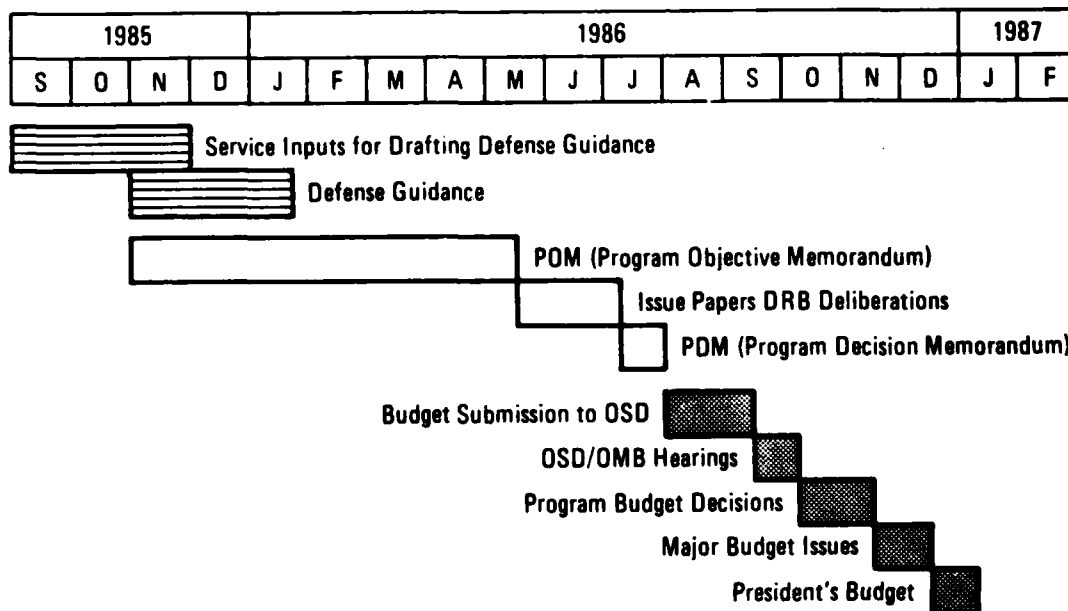 1985 1986 1987
S O N D J F M A M J J A S O N D J F
Service Inputs for Drafting Defense Guidance
Defense Guidance
POM (Program Objective Memorandum)
Issue Papers DRB Deliberations
PDM (Program Decision Memorandum)
Budget Submission to OSD
OSD/OMB Hearings
Program Budget Decisions
Major Budget Issues
President's Budget